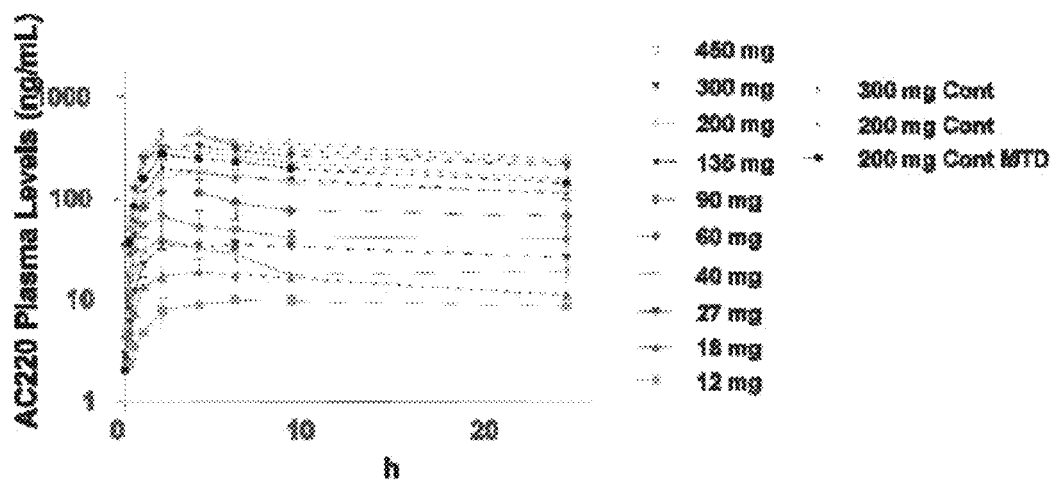 AC220 Plasma Levels (ng/mL)
1000
100
10
1
0
10
20
h
450 mg
300 mg
200 mg
135 mg
90 mg
60 mg
40 mg
27 mg
18 mg
12 mg
300 mg Cont
200 mg Cont
200 mg Cont MTD